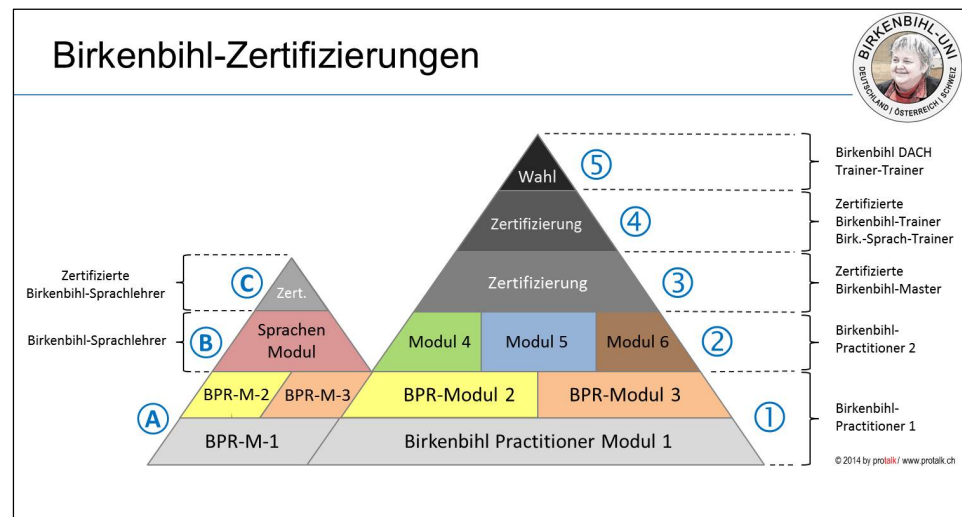 Birkenbihl-Zertifizierungen
BIRKENBIHL-UNI
DEUTSCHLAND | ÖSTERREICH | SCHWEIZ
Wahl
5
Birkenbihl DACH
Trainer-Trainer
Zertifizierung
4
Zertifizierte
Birkenbihl-Trainer
Birk.-Sprach-Trainer
Zertifizierte
Birkenbihl-Sprachlehrer
C
Zert.
Zertifizierung
3
Zertifizierte
Birkenbihl-Master
Birkenbihl-Sprachlehrer
B
Sprachen
Modul
Modul 4
Modul 5
Modul 6
2
Birkenbihl-
Practitioner 2
A
BPR-M-2
BPR-M-3
BPR-Modul 2
BPR-Modul 3
1
Birkenbihl-
Practitioner 1
BPR-M-1
Birkenbihl Practitioner Modul 1
© 2014 by protalk / www.protalk.ch